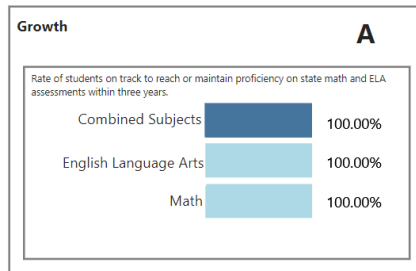 Growth
A
Rate of students on track to reach or maintain proficiency on state math and ELA
assessments within three years.
Combined Subjects 100.00%
English Language Arts 100.00%
Math 100.00%